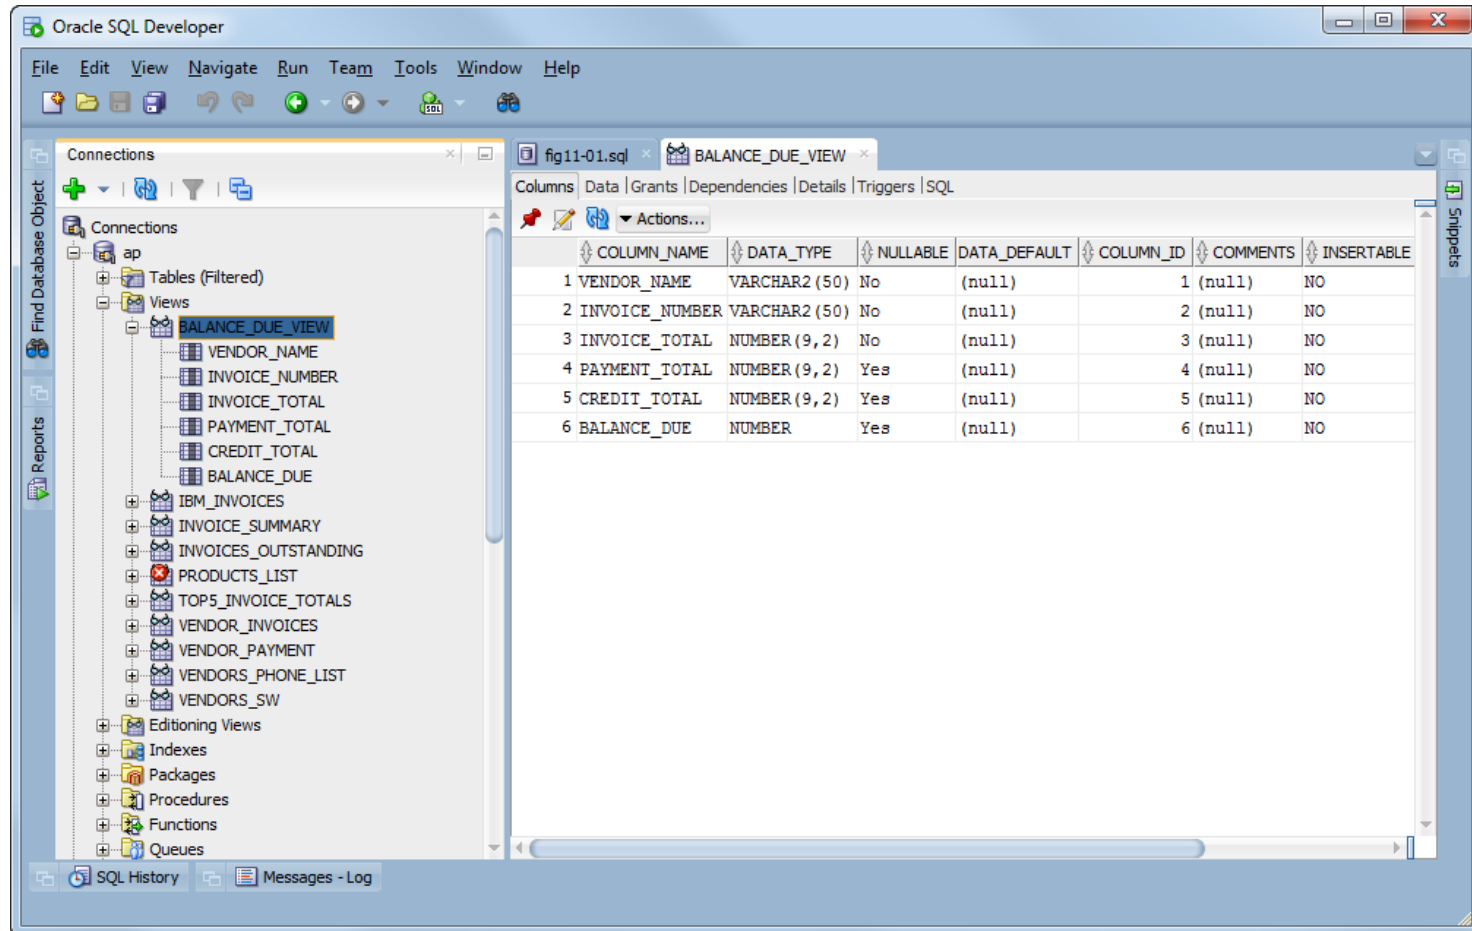 Oracle SQL Developer
File Edit View Navigate Run Team Tools Window Help
SQL
Find Database Object
Reports
Connections
Connections
ap
Tables (Filtered)
Views
BALANCE_DUE_VIEW
VENDOR_NAME
INVOICE_NUMBER
INVOICE_TOTAL
PAYMENT_TOTAL
CREDIT_TOTAL
BALANCE_DUE
IBM_INVOICES
INVOICE_SUMMARY
INVOICES_OUTSTANDING
PRODUCTS_LIST
TOP5_INVOICE_TOTALS
VENDOR_INVOICES
VENDOR_PAYMENT
VENDORS_PHONE_LIST
VENDORS_SW
Editioning Views
Indexes
Packages
Procedures
Functions
Queues
fig11-01.sql BALANCE_DUE_VIEW
Columns Data Grants Dependencies Details Triggers SQL
Actions...
COLUMN_NAME DATA_TYPE NULLABLE DATA_DEFAULT COLUMN_ID COMMENTS INSERTABLE
1 VENDOR_NAME VARCHAR2(50) No (null) 1 (null) NO
2 INVOICE_NUMBER VARCHAR2(50) No (null) 2 (null) NO
3 INVOICE_TOTAL NUMBER(9,2) No (null) 3 (null) NO
4 PAYMENT_TOTAL NUMBER(9,2) Yes (null) 4 (null) NO
5 CREDIT_TOTAL NUMBER(9,2) Yes (null) 5 (null) NO
6 BALANCE_DUE NUMBER Yes (null) 6 (null) NO
Snippets
SQL History Messages - Log